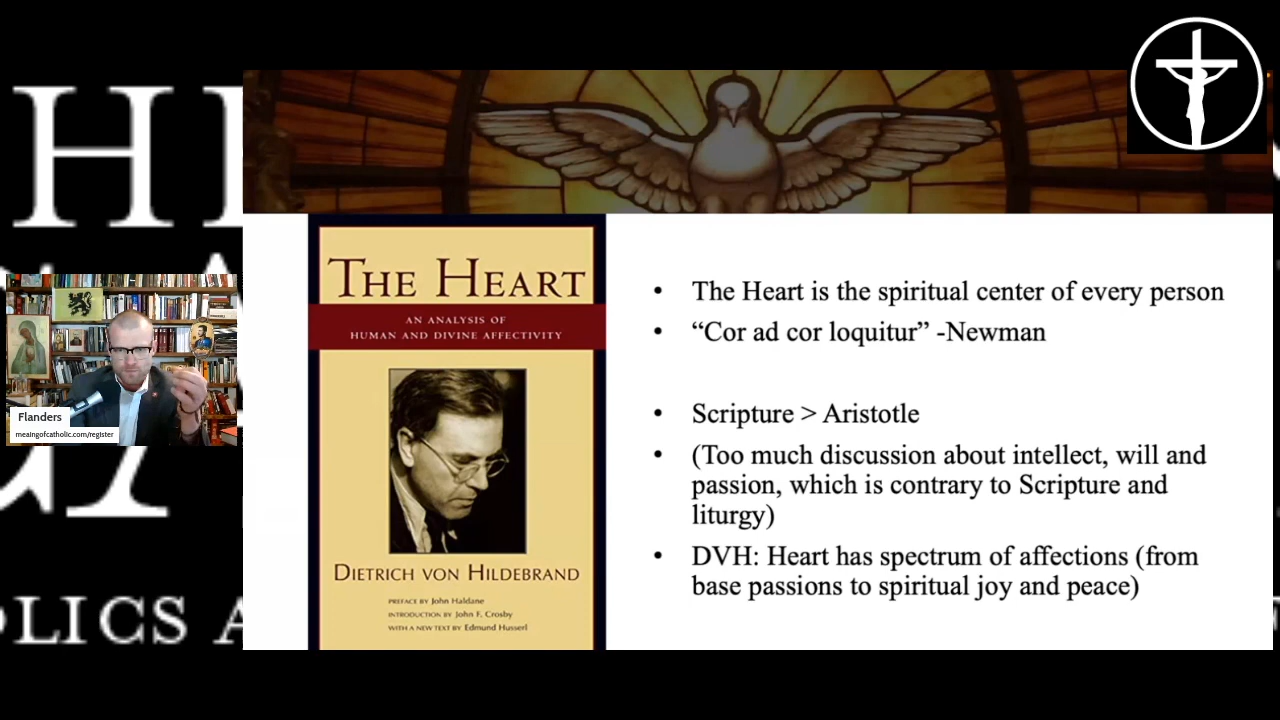 THE HEART
AN ANALYSIS OF
HUMAN AND DIVINE AFFECTIVITY
DIETRICH VON HILDEBRAND
PREFACE BY John Haldane
INTRODUCTION BY John F. Crosby
WITH A NEW TEXT BY Edmund Husserl
• The Heart is the spiritual center of every person
• “Cor ad cor loquitur” -Newman
• Scripture > Aristotle
• (Too much discussion about intellect, will and
passion, which is contrary to Scripture and
liturgy)
• DVH: Heart has spectrum of affections (from
base passions to spiritual joy and peace)
Flanders
meaingofcatholic.com/register
HI
OLICS A